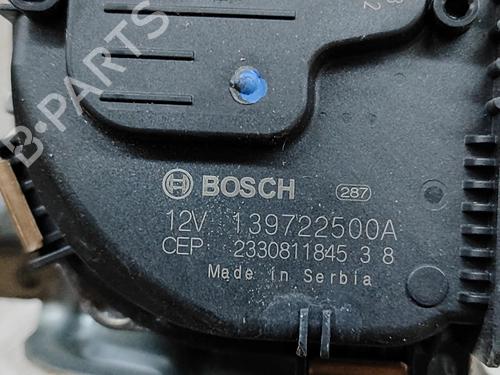 B-PARTS
BOSCH 287
12V 139722500A
CEP 2330811845 3 8
Made in Serbia